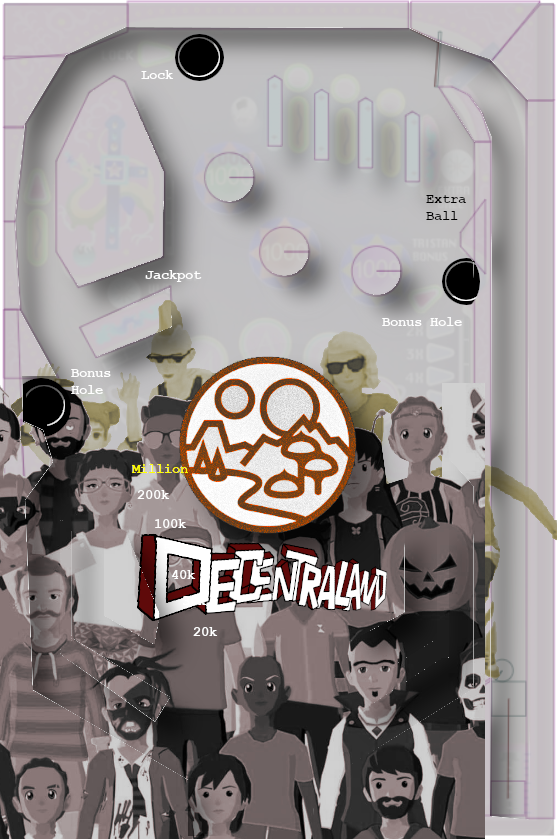 Lock
Extra
Ball
Jackpot
Bonus Hole
Bonus
Hole
Million
200k
100k
DECENTRALAND
40k
20k